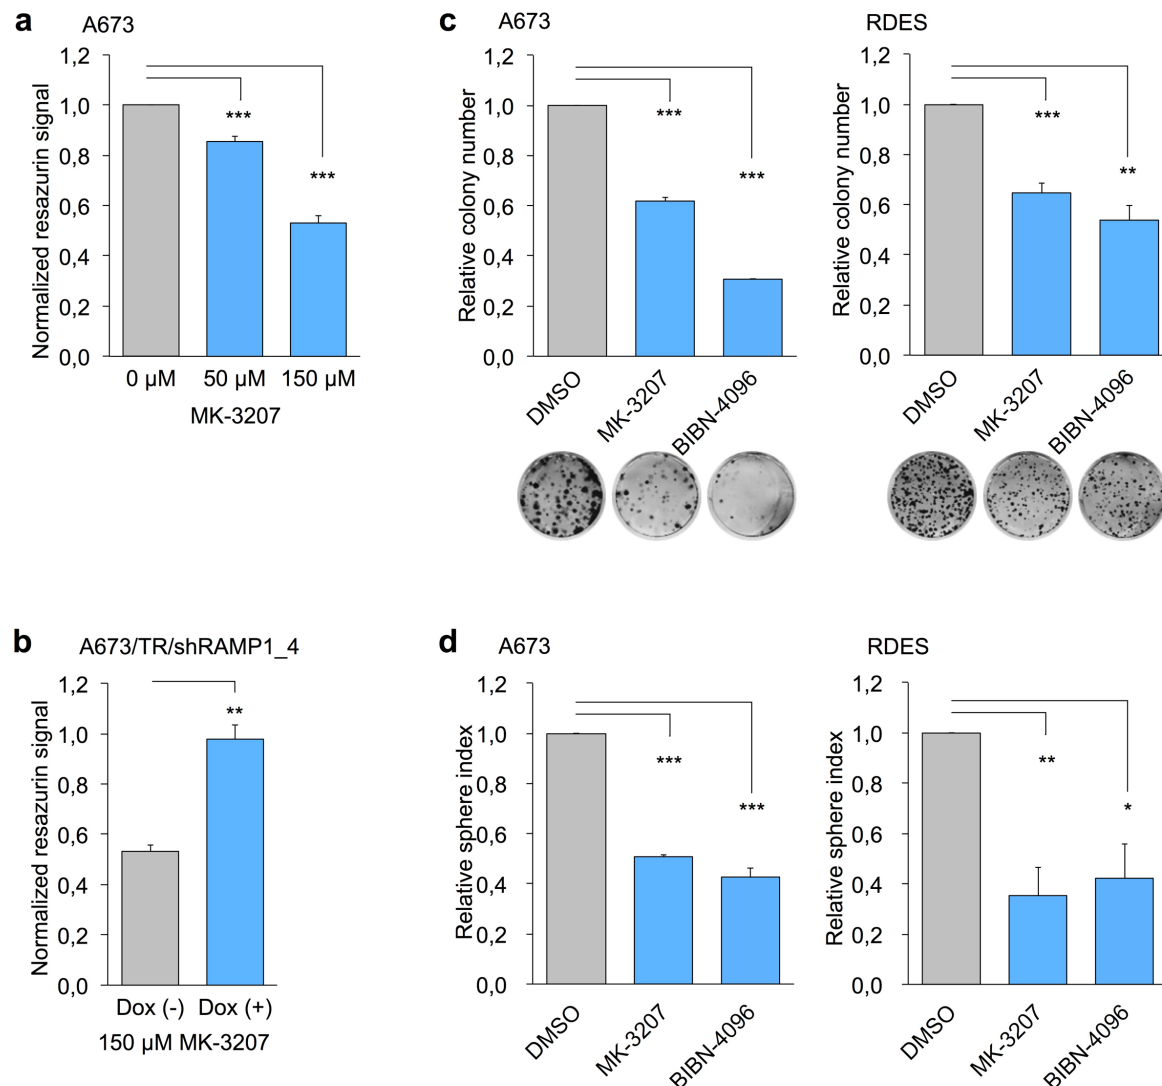 a
A673
Normalized resazurin signal
1,2
1,0
0,8
0,6
0,4
0,2
0,0
***
***
0 µM
50 µM
150 µM
MK-3207
c
A673
Relative colony number
1,2
1,0
0,8
0,6
0,4
0,2
0,0
***
***
DMSO
MK-3207
BIBN-4096
RDES
Relative colony number
1,2
1,0
0,8
0,6
0,4
0,2
0,0
***
**
DMSO
MK-3207
BIBN-4096
b
A673/TR/shRAMP1_4
Normalized resazurin signal
1,2
1,0
0,8
0,6
0,4
0,2
0,0
**
Dox (-)
Dox (+)
150 µM MK-3207
d
A673
Relative sphere index
1,2
1,0
0,8
0,6
0,4
0,2
0,0
***
***
DMSO
MK-3207
BIBN-4096
RDES
Relative sphere index
1,2
1,0
0,8
0,6
0,4
0,2
0,0
**
*
DMSO
MK-3207
BIBN-4096